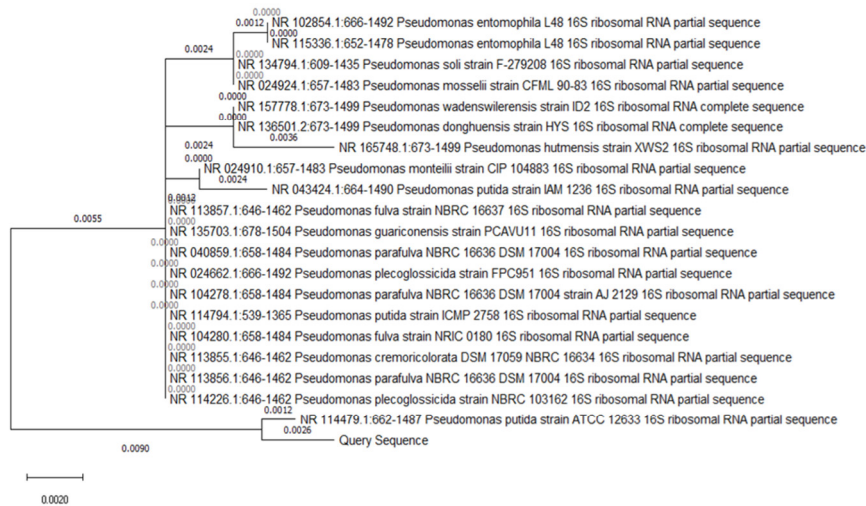 0.0000
0.0012 NR 102854.1:666-1492 Pseudomonas entomophila L48 16S ribosomal RNA partial sequence
0.0000
NR 115336.1:652-1478 Pseudomonas entomophila L48 16S ribosomal RNA partial sequence
0.0024
0.0000
NR 134794.1:609-1435 Pseudomonas soli strain F-279208 16S ribosomal RNA partial sequence
0.0000
NR 024924.1:657-1483 Pseudomonas mosselii strain CFML 90-83 16S ribosomal RNA partial sequence
0.0000
NR 157778.1:673-1499 Pseudomonas wadenswilerensis strain ID2 16S ribosomal RNA complete sequence
0.0000
NR 136501.2:673-1499 Pseudomonas donghuensis strain HYS 16S ribosomal RNA complete sequence
0.0036
NR 165748.1:673-1499 Pseudomonas hutmensis strain XWS2 16S ribosomal RNA partial sequence
0.0024
0.0000
NR 024910.1:657-1483 Pseudomonas monteilii strain CIP 104883 16S ribosomal RNA partial sequence
0.0024
NR 043424.1:664-1490 Pseudomonas putida strain IAM 1236 16S ribosomal RNA partial sequence
0.0012
NR 113857.1:646-1462 Pseudomonas fulva strain NBRC 16637 16S ribosomal RNA partial sequence
0.0055
0.0000
NR 135703.1:678-1504 Pseudomonas guariconensis strain PCAVU11 16S ribosomal RNA partial sequence
0.0000
NR 040859.1:658-1484 Pseudomonas parafulva NBRC 16636 DSM 17004 16S ribosomal RNA partial sequence
0.0000
NR 024662.1:666-1492 Pseudomonas plecoglossicida strain FPC951 16S ribosomal RNA partial sequence
0.0000
NR 104278.1:658-1484 Pseudomonas parafulva NBRC 16636 DSM 17004 strain AJ 2129 16S ribosomal RNA partial sequence
0.0000
NR 114794.1:539-1365 Pseudomonas putida strain ICMP 2758 16S ribosomal RNA partial sequence
0.0000
NR 104280.1:658-1484 Pseudomonas fulva strain NRIC 0180 16S ribosomal RNA partial sequence
0.0000
NR 113855.1:646-1462 Pseudomonas cremoricolorata DSM 17059 NBRC 16634 16S ribosomal RNA partial sequence
0.0000
NR 113856.1:646-1462 Pseudomonas parafulva NBRC 16636 DSM 17004 16S ribosomal RNA partial sequence
0.0000
NR 114226.1:646-1462 Pseudomonas plecoglossicida strain NBRC 103162 16S ribosomal RNA partial sequence
0.0012
NR 114479.1:662-1487 Pseudomonas putida strain ATCC 12633 16S ribosomal RNA partial sequence
0.0026
Query Sequence
0.0090
0.0020